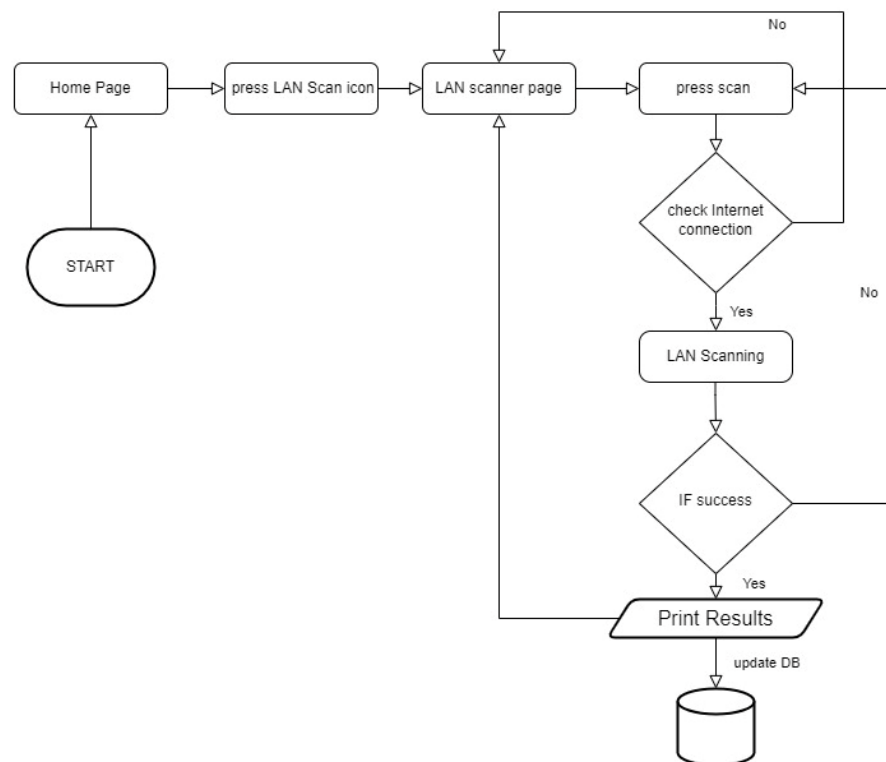 No
Home Page
press LAN Scan icon
LAN scanner page
press scan
check Internet
connection
START
No
Yes
LAN Scanning
IF success
Yes
Print Results
update DB